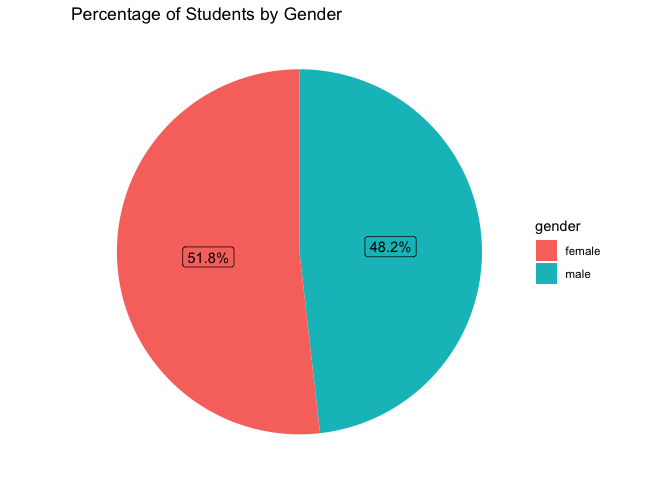 Percentage of Students by Gender
51.8%
48.2%
gender
female
male